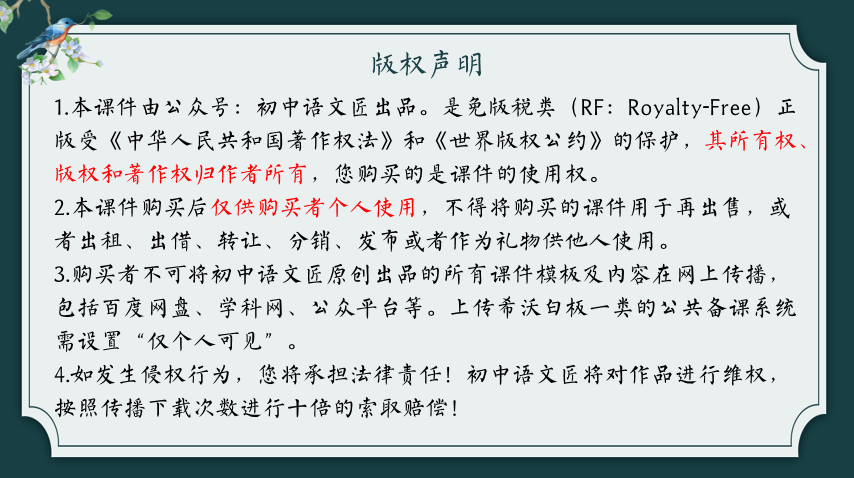 版权声明
1.本课件由公众号：初中语文匠出品。是免版税类（RF：Royalty-Free）正
版受《中华人民共和国著作权法》和《世界版权公约》的保护，其所有权、
版权和著作权归作者所有，您购买的是课件的使用权。
2.本课件购买后仅供购买者个人使用，不得将购买的课件用于再出售，或
者出租、出借、转让、分销、发布或者作为礼物供他人使用。
3.购买者不可将初中语文匠原创出品的所有课件模板及内容在网上传播，
包括百度网盘、学科网、公众平台等。上传希沃白板一类的公共备课系统
需设置“仅个人可见”。
4.如发生侵权行为，您将承担法律责任！初中语文匠将对作品进行维权，
按照传播下载次数进行十倍的索取赔偿！